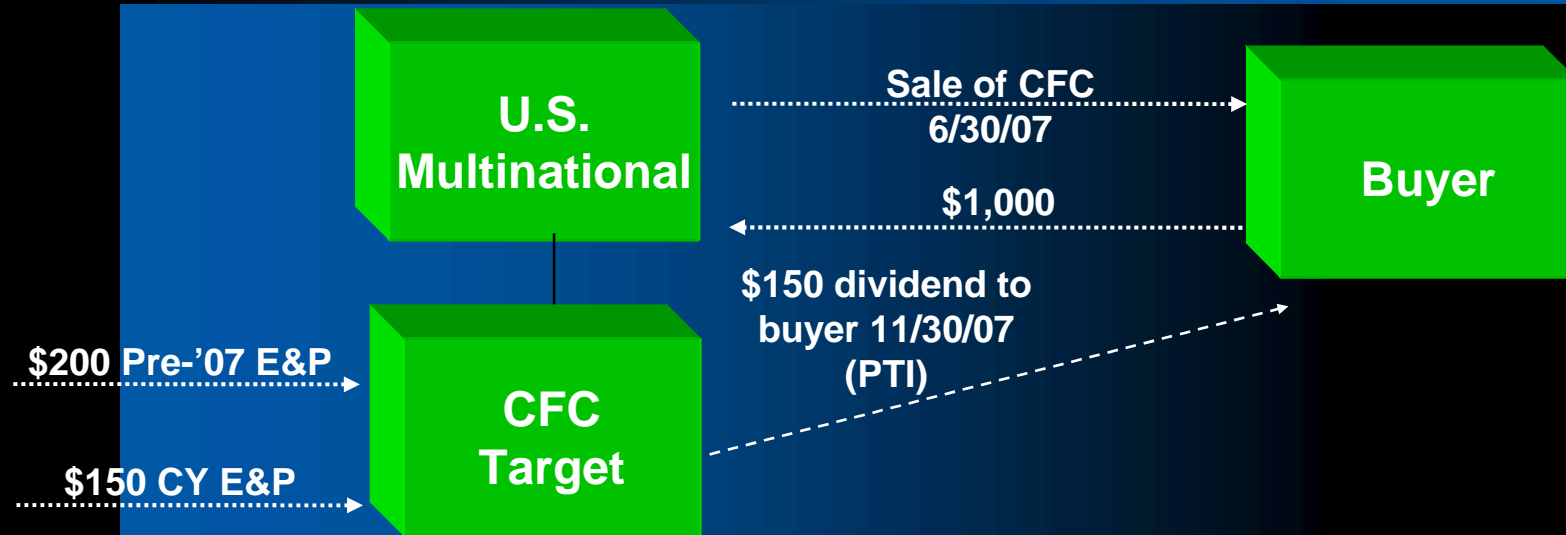 U.S.
Multinational
Sale of CFC
6/30/07
$1,000
Buyer
$150 dividend to
buyer 11/30/07
(PTI)
$200 Pre-’07 E&P
$150 CY E&P
CFC
Target